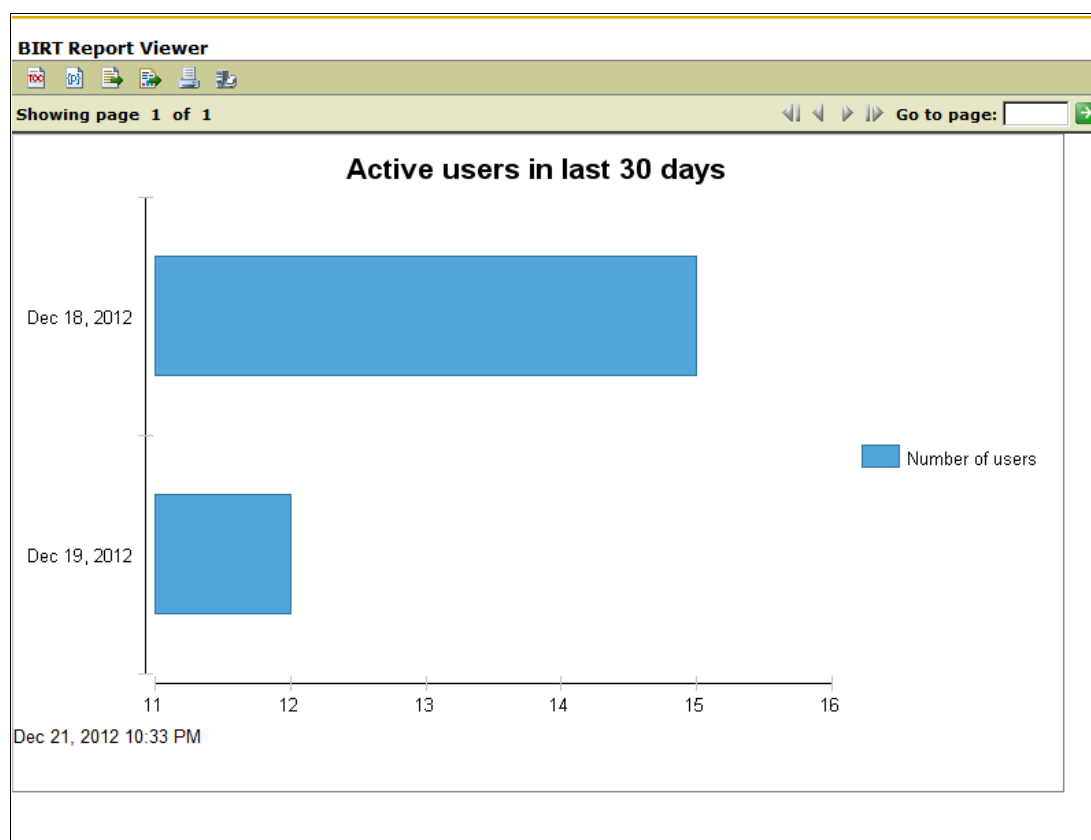 BIRT Report Viewer
TOC {p}
Showing page 1 of 1 Go to page:
Active users in last 30 days
Dec 18, 2012
Number of users
Dec 19, 2012
11 12 13 14 15 16
Dec 21, 2012 10:33 PM